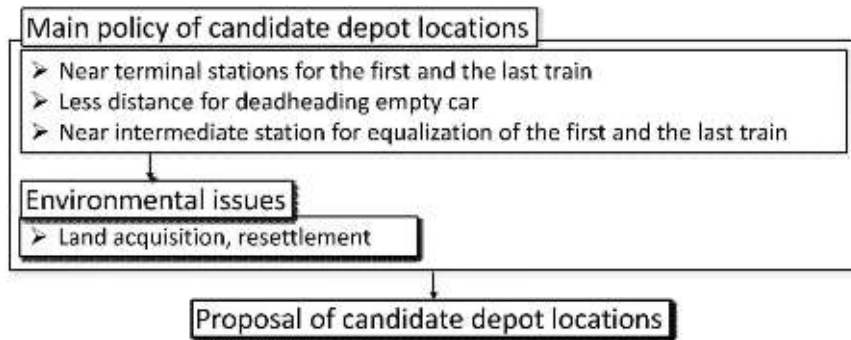 Main policy of candidate depot locations
➢ Near terminal stations for the first and the last train
➢ Less distance for deadheading empty car
➢ Near intermediate station for equalization of the first and the last train
Environmental issues
➢ Land acquisition, resettlement
Proposal of candidate depot locations